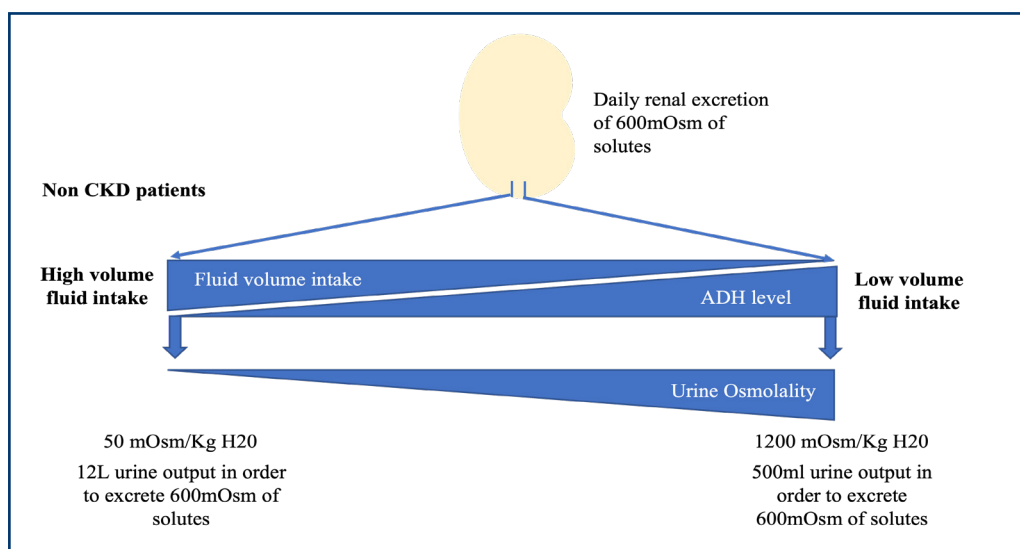 Daily renal excretion
of 600mOsm of
solutes
Non CKD patients
High volume
fluid intake
Fluid volume intake
ADH level
Low volume
fluid intake
Urine Osmolality
50 mOsm/Kg H20
12L urine output in order
to excrete 600mOsm of
solutes
1200 mOsm/Kg H20
500ml urine output in
order to excrete
600mOsm of solutes